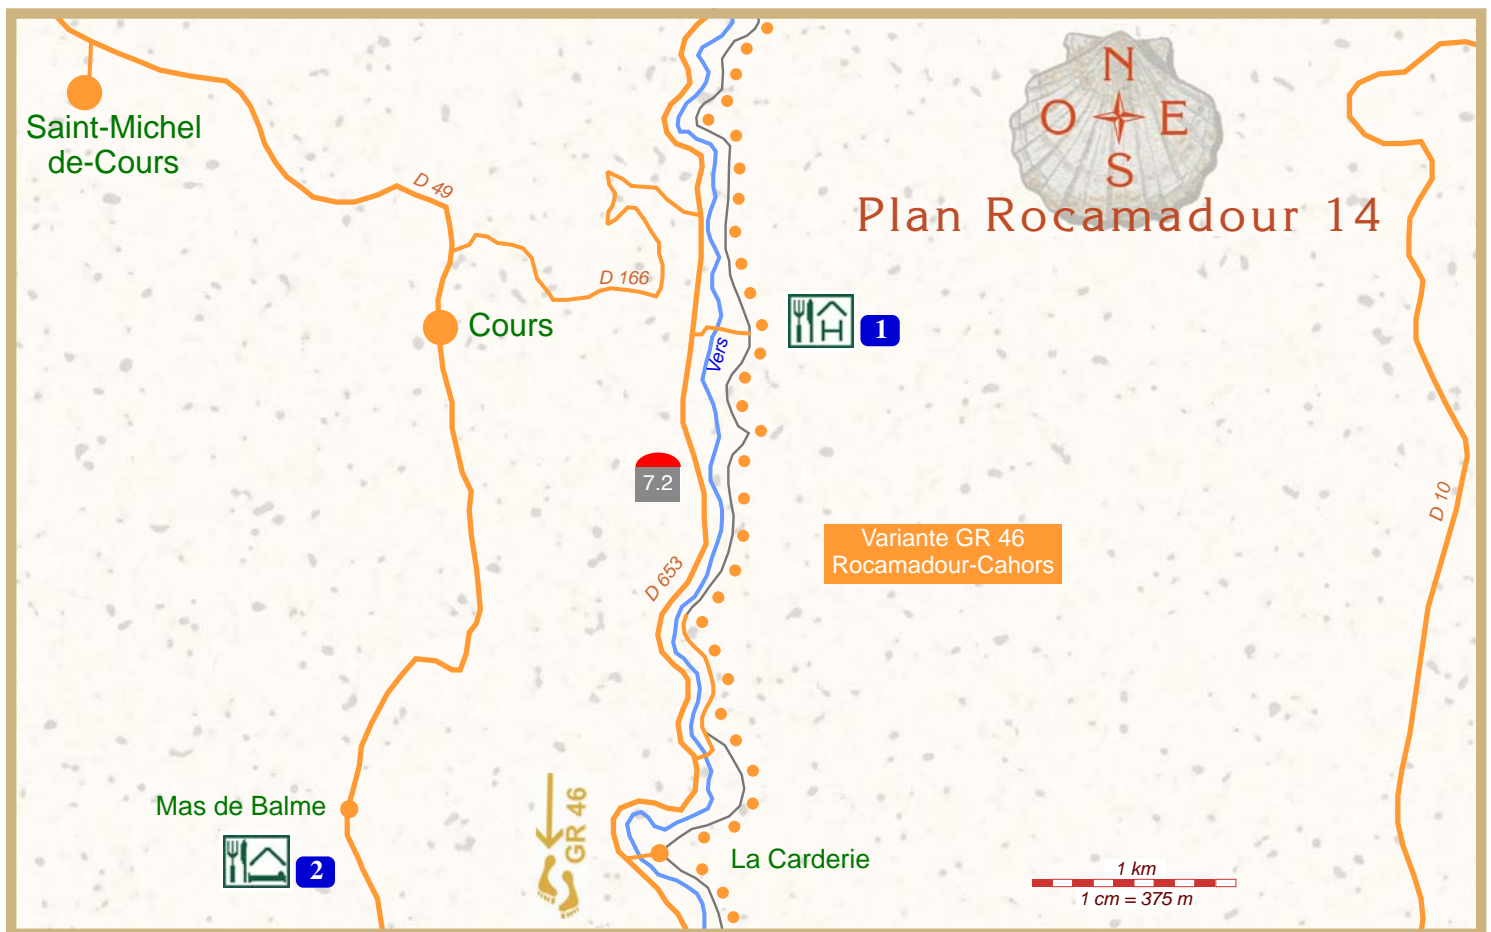 N
O E
S
Plan Rocamadour 14
Saint-Michel
de-Cours
D 49
D 166
Cours
Vers
1
7.2
D 653
Variante GR 46
Rocamadour-Cahors
D 10
Mas de Balme
2
GR 46
La Carderie
1 km
1 cm = 375 m
H